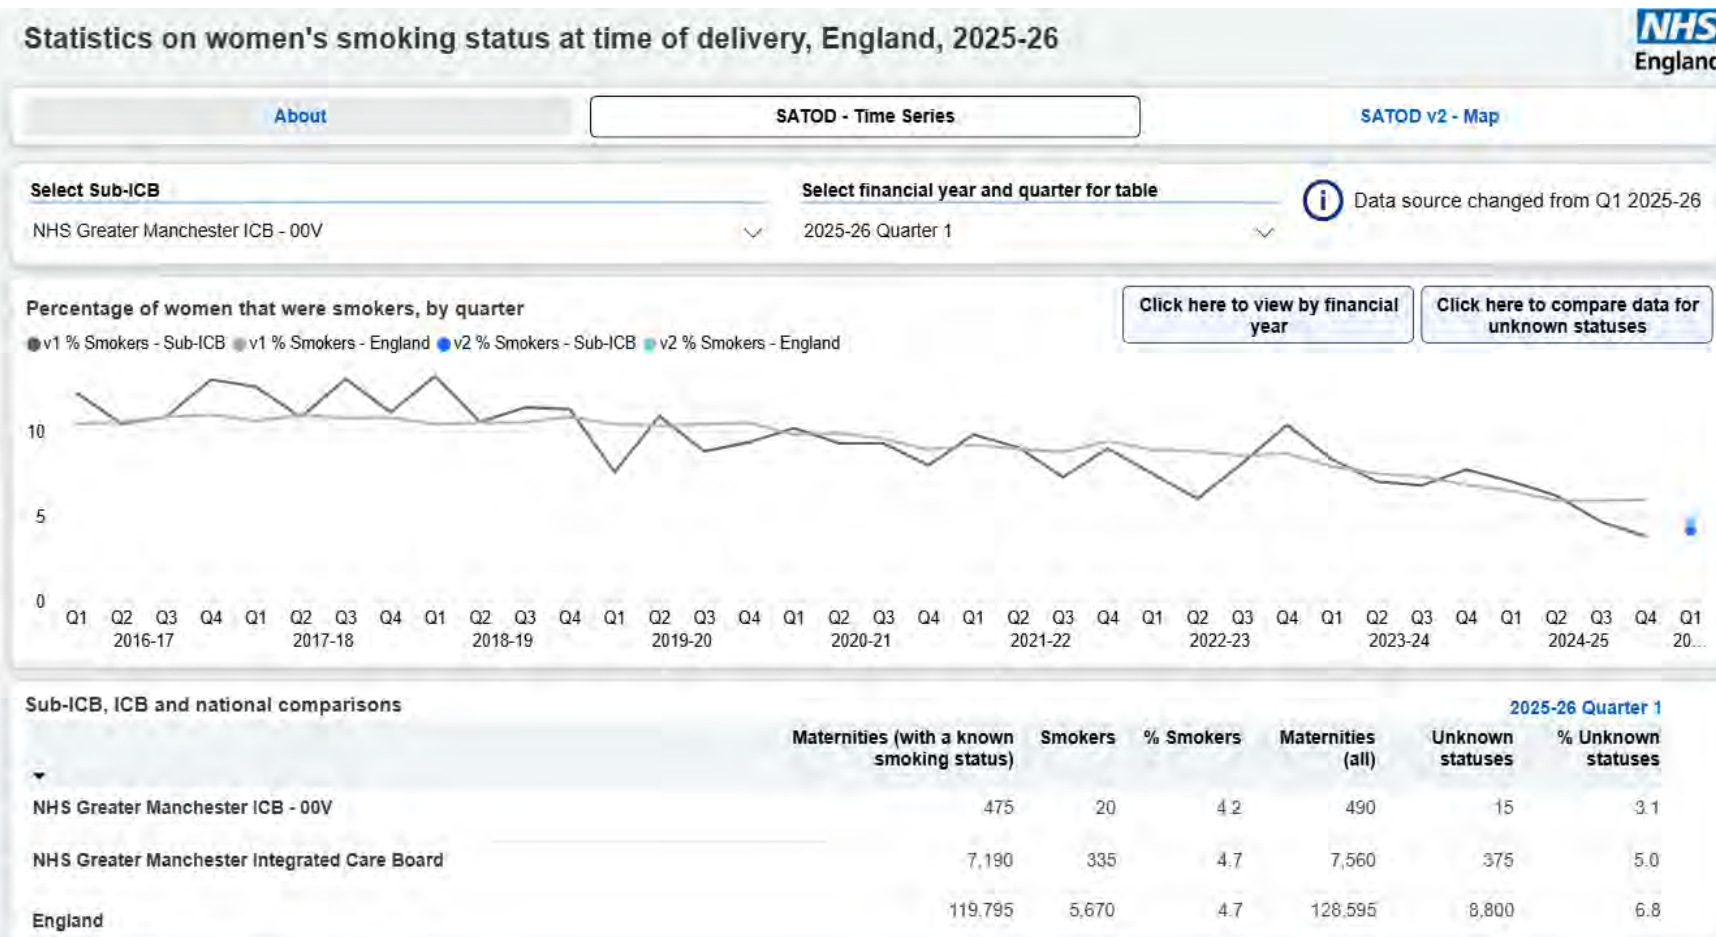 Statistics on women's smoking status at time of delivery, England, 2025-26
NHS
England
About
SATOD - Time Series
SATOD v2 - Map
Select Sub-ICB
NHS Greater Manchester ICB - 00V
Select financial year and quarter for table
2025-26 Quarter 1
i
Data source changed from Q1 2025-26
Percentage of women that were smokers, by quarter
Click here to view by financial
year
Click here to compare data for
unknown statuses
v1 % Smokers - Sub-ICB v1 % Smokers - England v2 % Smokers - Sub-ICB v2 % Smokers - England
10
5
0
Q1 Q2 Q3 Q4 Q1 Q2 Q3 Q4 Q1 Q2 Q3 Q4 Q1 Q2 Q3 Q4 Q1 Q2 Q3 Q4 Q1 Q2 Q3 Q4 Q1 Q2 Q3 Q4 Q1 Q2 Q3 Q4 Q1 Q2 Q3 Q4 Q1
2016-17 2017-18 2018-19 2019-20 2020-21 2021-22 2022-23 2023-24 2024-25 20...
Sub-ICB, ICB and national comparisons
2025-26 Quarter 1
Maternities (with a known Smokers % Smokers Maternities Unknown % Unknown
smoking status) (all) statuses statuses
NHS Greater Manchester ICB - 00V 475 20 4.2 490 15 3.1
NHS Greater Manchester Integrated Care Board 7,190 335 4.7 7,560 375 5.0
England 119,795 5,670 4.7 128,595 8,800 6.8